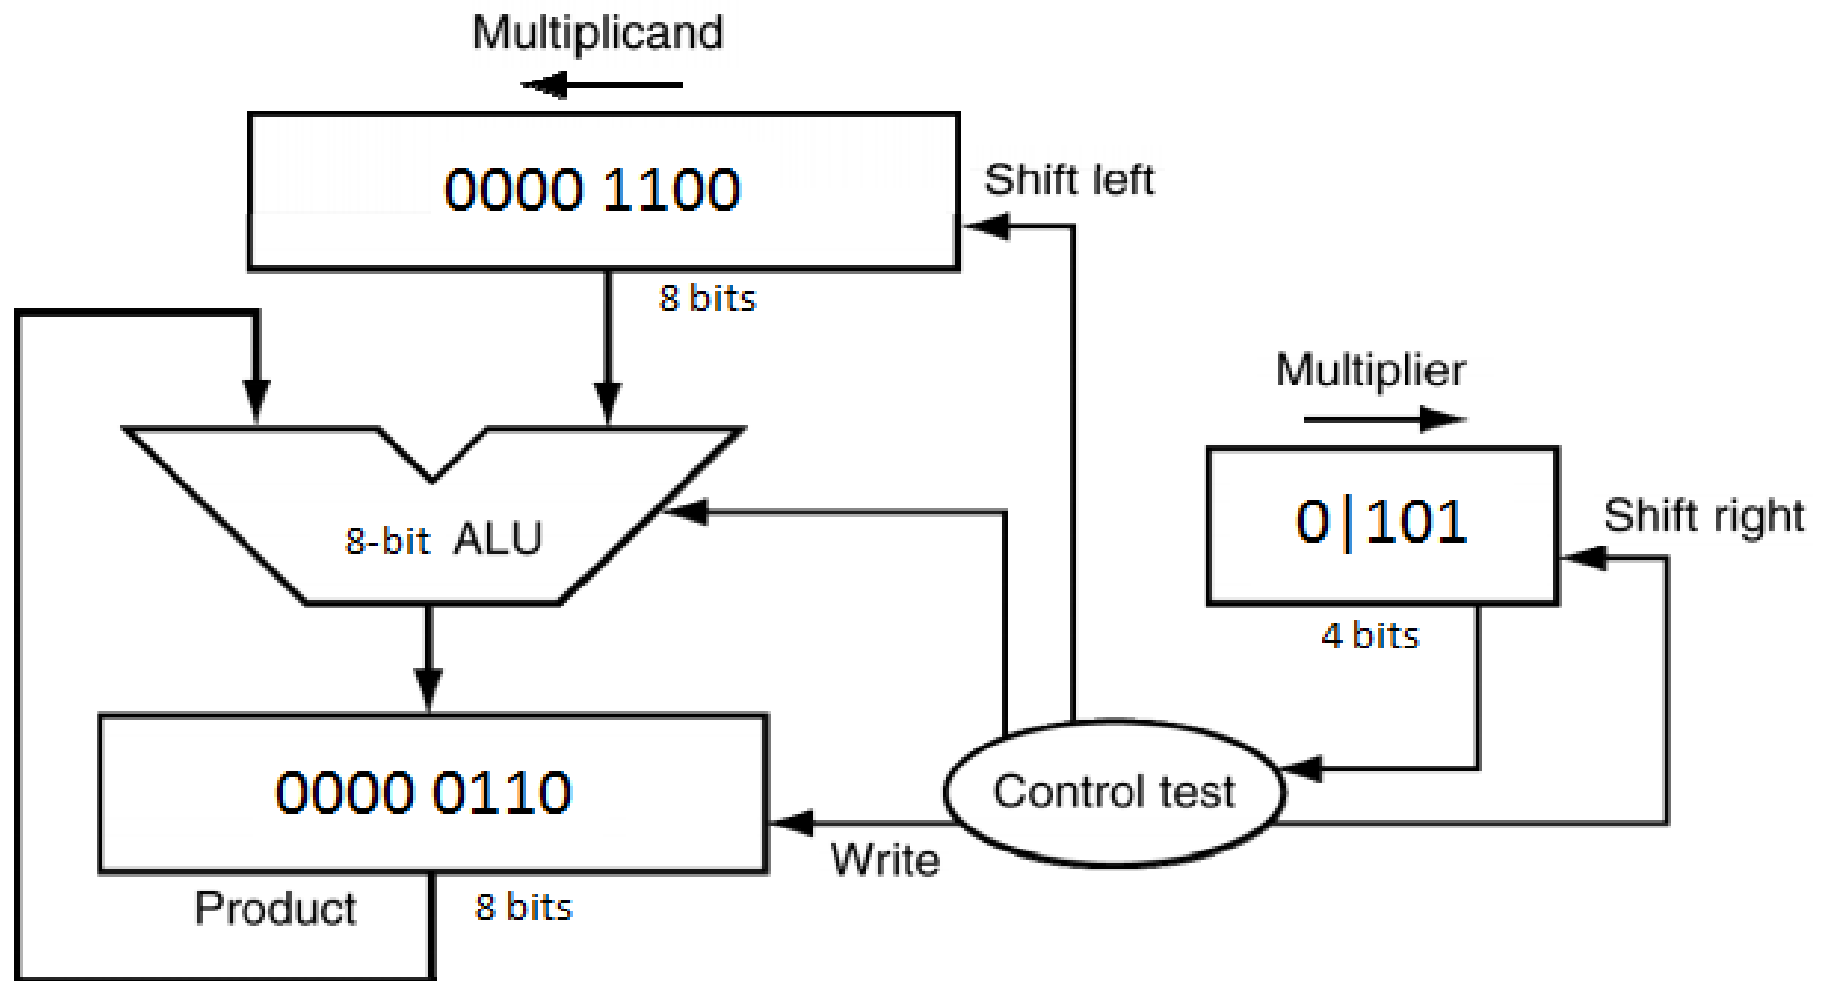 Multiplicand
0000 1100
Shift left
8 bits
Multiplier
0|101
Shift right
4 bits
8-bit ALU
0000 0110
Control test
Write
Product
8 bits